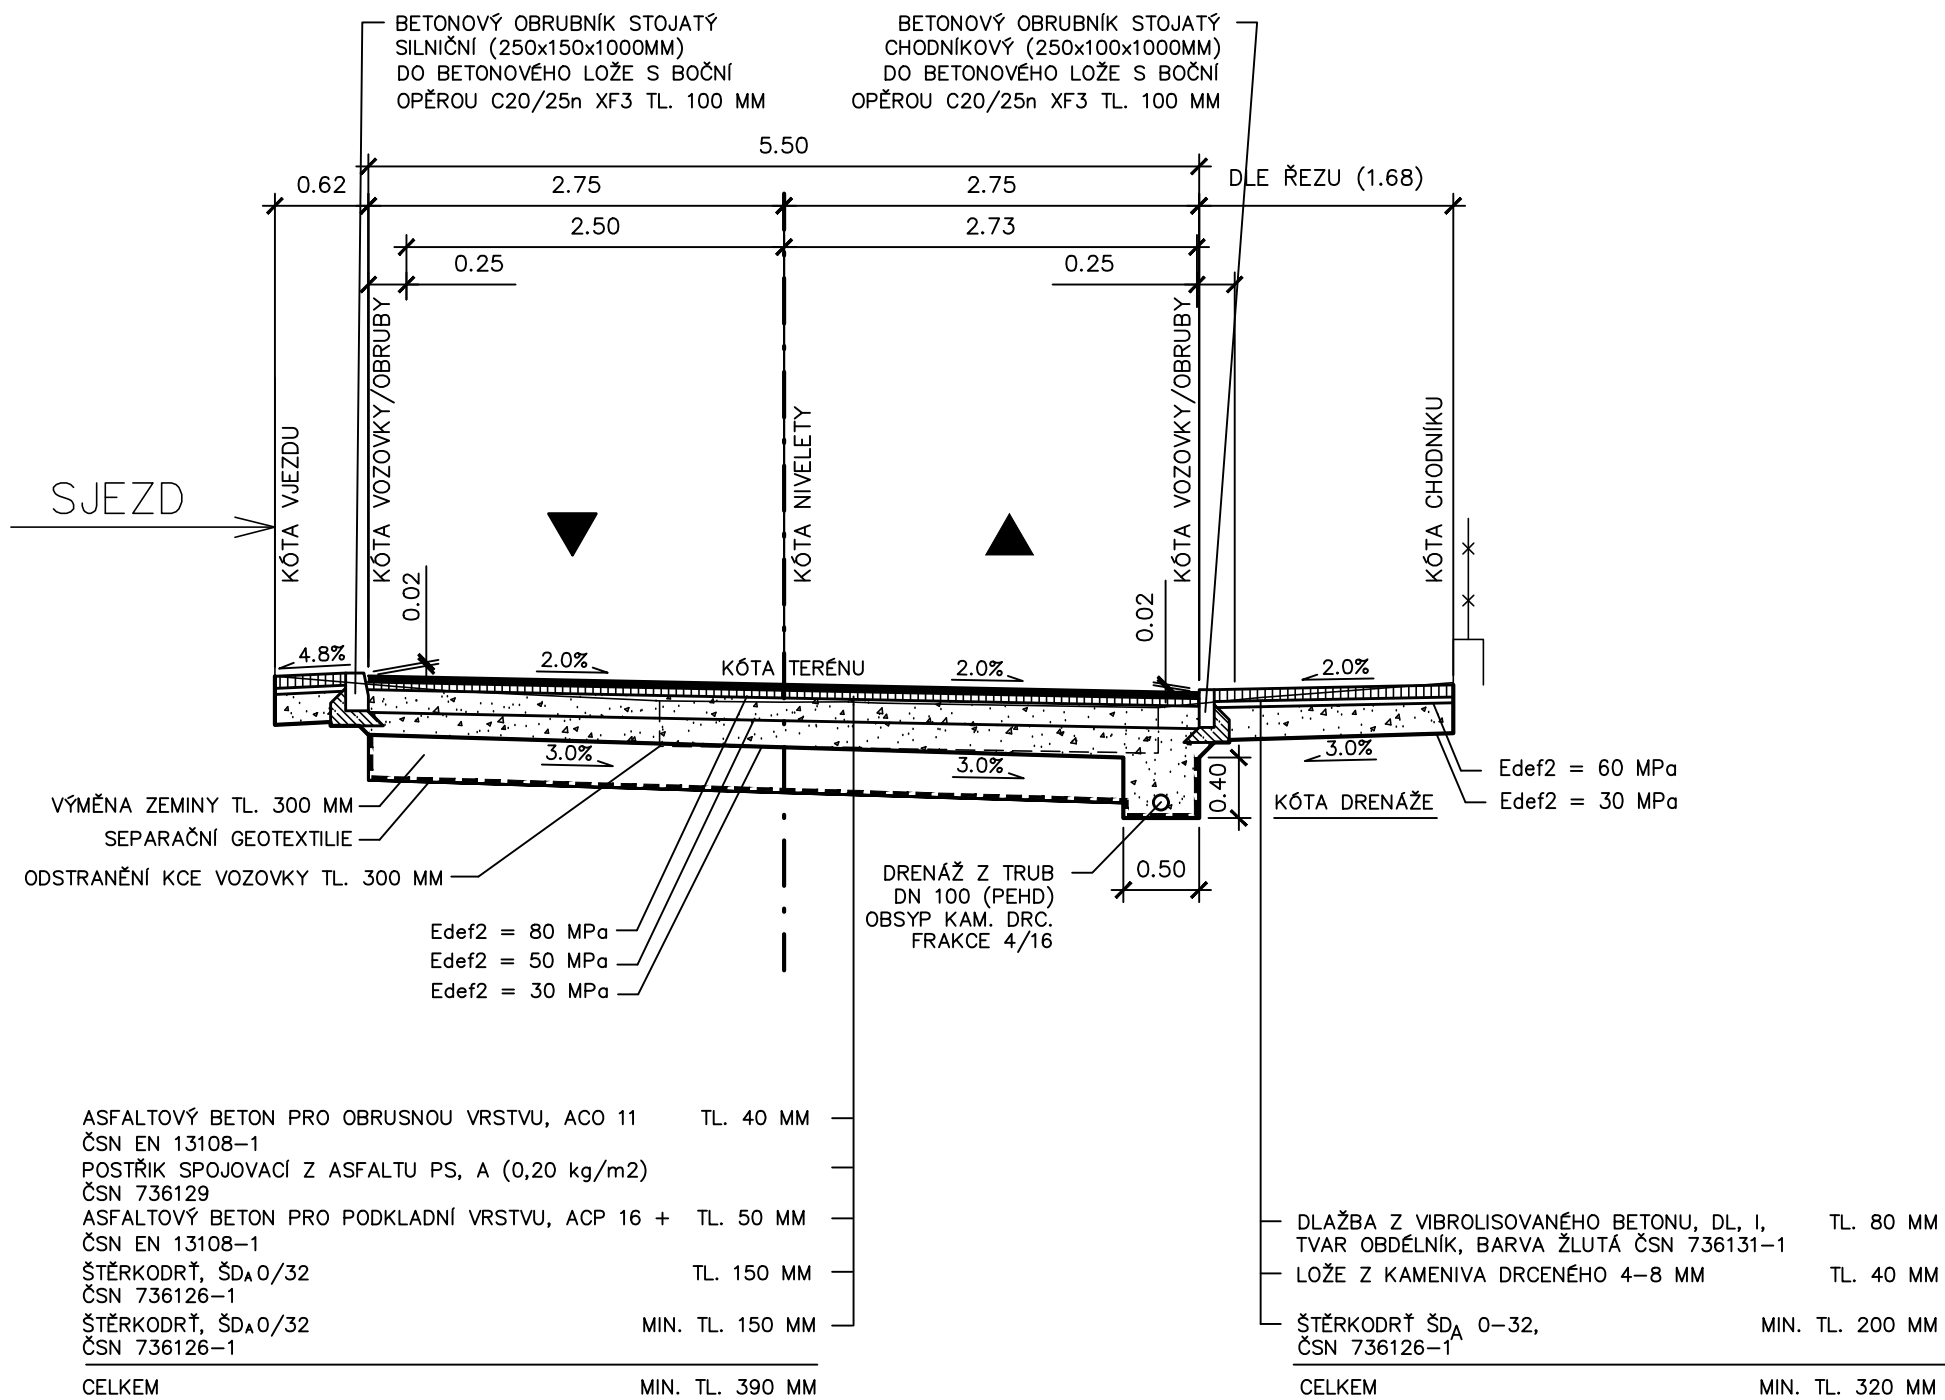 BETONOVÝ OBRUBNÍK STOJATÝ
SILNIČNÍ (250x150x1000MM)
DO BETONOVÉHO LOŽE S BOČNÍ
OPĚROU C20/25n XF3 TL. 100 MM
BETONOVÝ OBRUBNÍK STOJATÝ
CHODNÍKOVÝ (250x100x1000MM)
DO BETONOVÉHO LOŽE S BOČNÍ
OPĚROU C20/25n XF3 TL. 100 MM
5.50
0.62
2.75
2.75
DLE ŘEZU (1.68)
2.50
2.73
0.25
0.25
SJEZD
KÓTA VJEZDU
KÓTA VOZOVKY/OBRUBY
KÓTA NIVELETY
KÓTA VOZOVKY/OBRUBY
KÓTA CHODNÍKU
0.02
0.02
4.8%
2.0%
KÓTA TERÉNU
2.0%
2.0%
3.0%
3.0%
3.0%
0.40
KÓTA DRENÁŽE
Edef2 = 60 MPa
Edef2 = 30 MPa
VÝMĚNA ZEMINY TL. 300 MM
SEPARAČNÍ GEOTEXTILIE
ODSTRANĚNÍ KCE VOZOVKY TL. 300 MM
DRENÁŽ Z TRUB
DN 100 (PEHD)
OBSYP KAM. DRC.
FRAKCE 4/16
0.50
Edef2 = 80 MPa
Edef2 = 50 MPa
Edef2 = 30 MPa
ASFALTOVÝ BETON PRO OBRUSNOU VRSTVU, ACO 11 TL. 40 MM
ČSN EN 13108-1
POSTŘIK SPOJOVACÍ Z ASFALTU PS, A (0,20 kg/m2)
ČSN 736129
ASFALTOVÝ BETON PRO PODKLADNÍ VRSTVU, ACP 16 + TL. 50 MM
ČSN EN 13108-1
ŠTĚRKODRŤ, ŠDA 0/32 TL. 150 MM
ČSN 736126-1
ŠTĚRKODRŤ, ŠDA 0/32 MIN. TL. 150 MM
ČSN 736126-1
CELKEM MIN. TL. 390 MM
DLAŽBA Z VIBROLISOVANÉHO BETONU, DL, I, TL. 80 MM
TVAR OBDÉLNÍK, BARVA ŽLUTÁ ČSN 736131-1
LOŽE Z KAMENIVA DRCENÉHO 4-8 MM TL. 40 MM
ŠTĚRKODRŤ ŠDA 0-32, MIN. TL. 200 MM
ČSN 736126-1
CELKEM MIN. TL. 320 MM